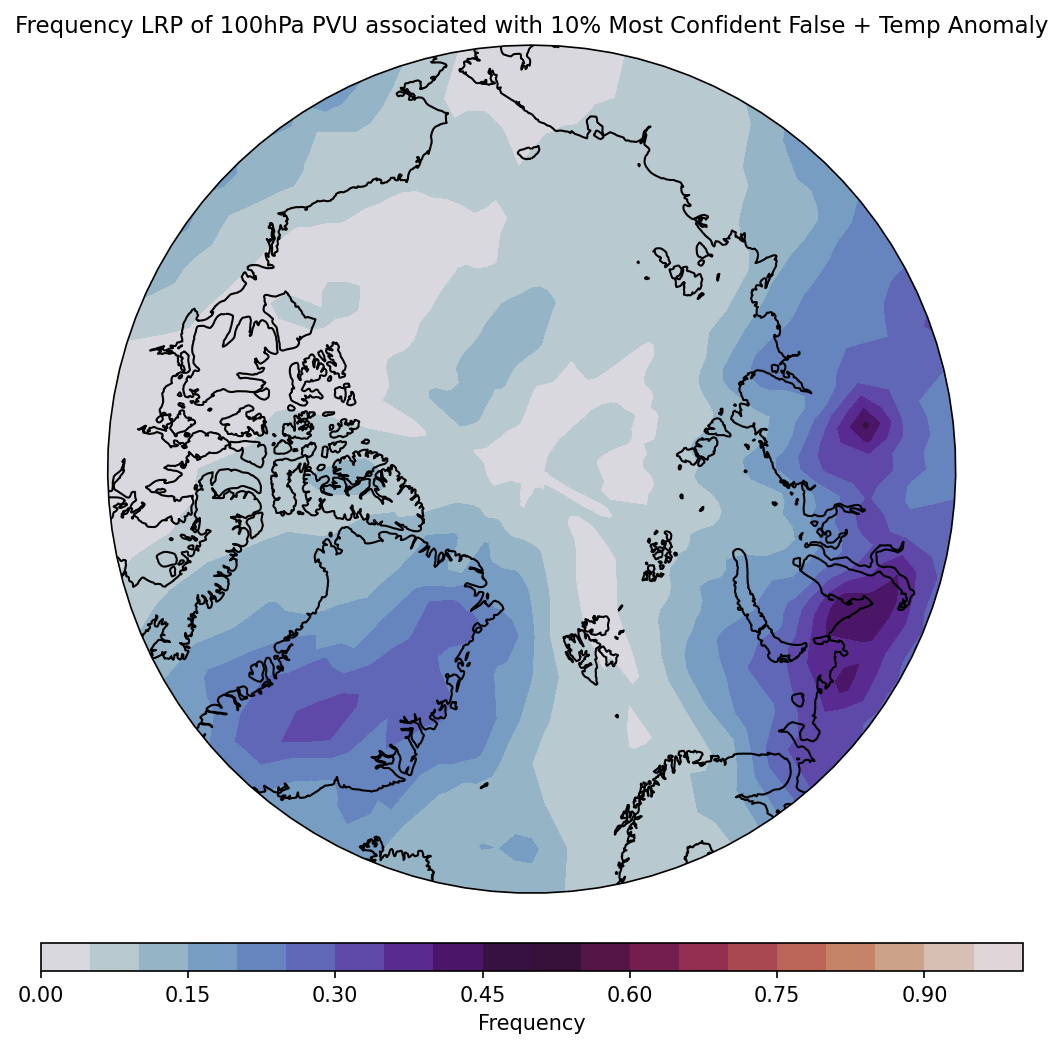 Frequency LRP of 100hPa PVU associated with 10% Most Confident False + Temp Anomaly
0.00 0.15 0.30 0.45 0.60 0.75 0.90
Frequency